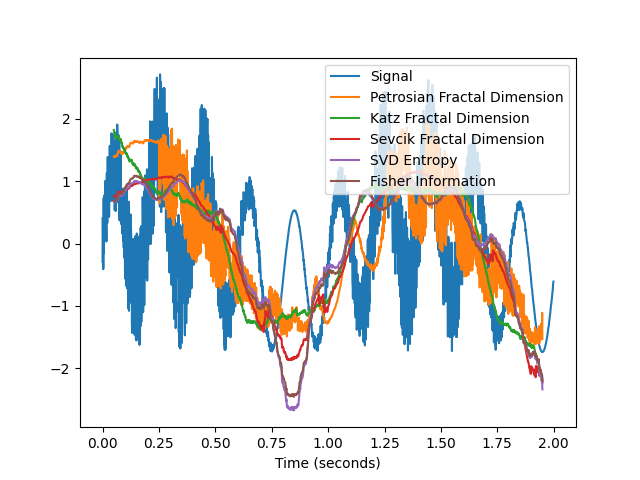 Signal
Petrosian Fractal Dimension
Katz Fractal Dimension
Sevcik Fractal Dimension
SVD Entropy
Fisher Information
2
1
0
−1
−2
0.00 0.25 0.50 0.75 1.00 1.25 1.50 1.75 2.00
Time (seconds)